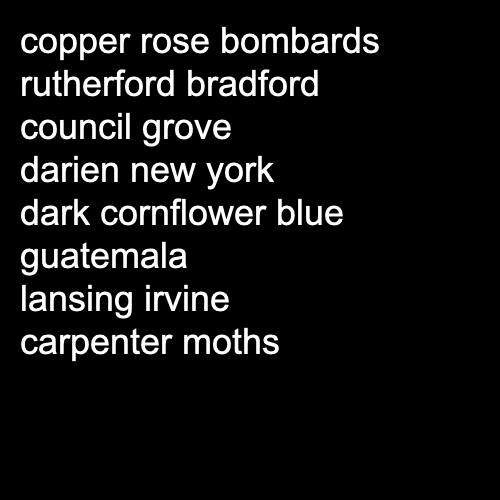 copper rose bombards
rutherford bradford
council grove
darien new york
dark cornflower blue
guatemala
lansing irvine
carpenter moths